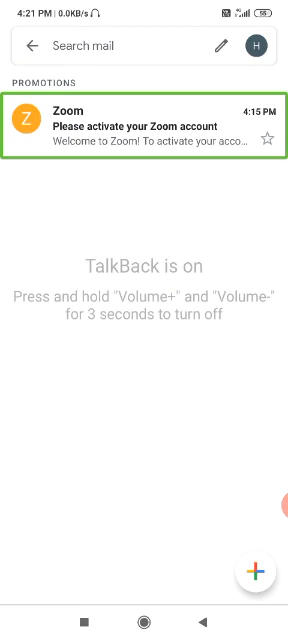 4:21 PM | 0.0KB/s
55
Search mail
H
PROMOTIONS
Z
Zoom
4:15 PM
Please activate your Zoom account
Welcome to Zoom! To activate your acco...
TalkBack is on
Press and hold "Volume+" and "Volume-"
for 3 seconds to turn off